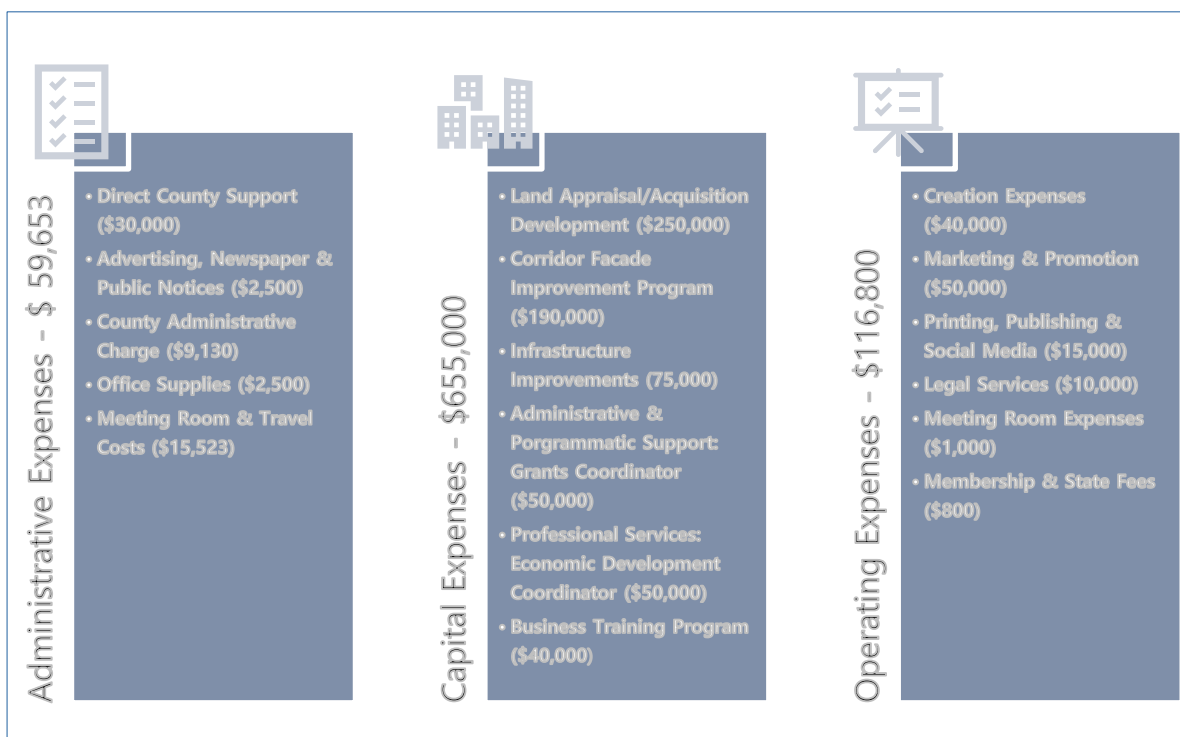 Administrative Expenses - $ 59,653
• Direct County Support
($30,000)
• Advertising, Newspaper &
Public Notices ($2,500)
• County Administrative
Charge ($9,130)
• Office Supplies ($2,500)
• Meeting Room & Travel
Costs ($15,523)
Capital Expenses - $655,000
• Land Appraisal/Acquisition
Development ($250,000)
• Corridor Facade
Improvement Program
($190,000)
• Infrastructure
Improvements (75,000)
• Administrative &
Porgrammatic Support:
Grants Coordinator
($50,000)
• Professional Services:
Economic Development
Coordinator ($50,000)
• Business Training Program
($40,000)
Operating Expenses - $116,800
• Creation Expenses
($40,000)
• Marketing & Promotion
($50,000)
• Printing, Publishing &
Social Media ($15,000)
• Legal Services ($10,000)
• Meeting Room Expenses
($1,000)
• Membership & State Fees
($800)